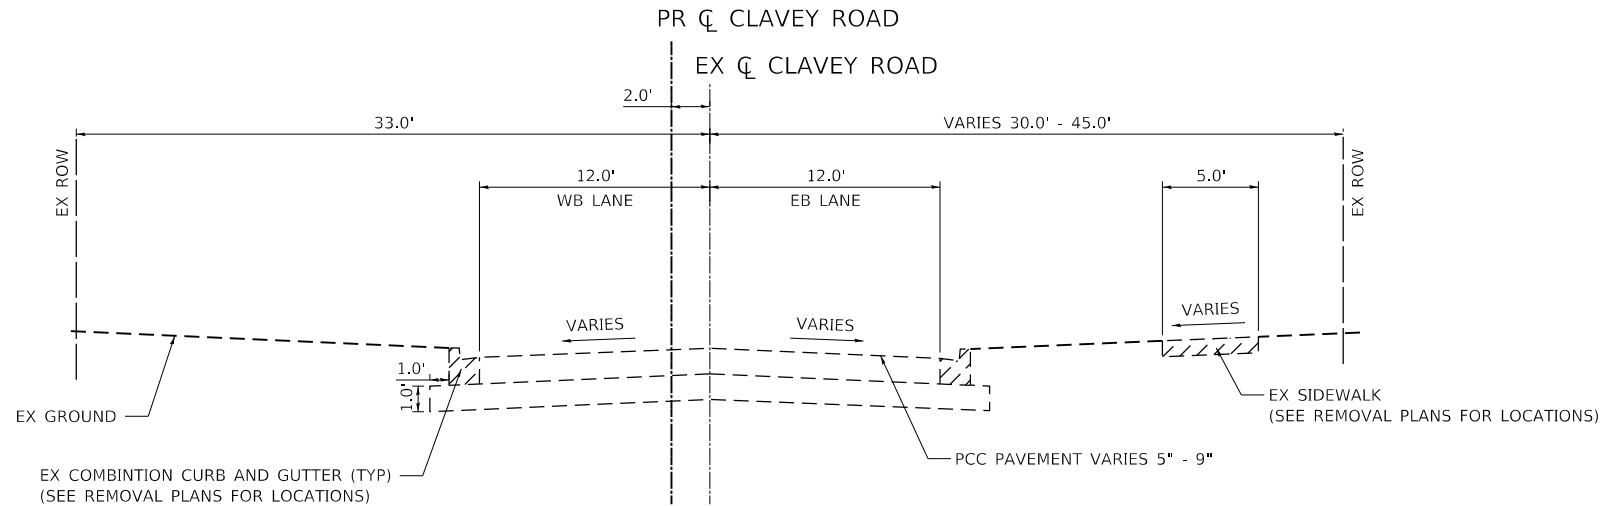 PR ℄ CLAVEY ROAD
EX ℄ CLAVEY ROAD
2.0'
33.0'
VARIES 30.0' - 45.0'
EX ROW
EX ROW
12.0'
12.0'
5.0'
WB LANE
EB LANE
VARIES
VARIES
VARIES
1.0'
1.0'
EX GROUND
EX SIDEWALK
(SEE REMOVAL PLANS FOR LOCATIONS)
PCC PAVEMENT VARIES 5" - 9"
EX COMBINTION CURB AND GUTTER (TYP)
(SEE REMOVAL PLANS FOR LOCATIONS)